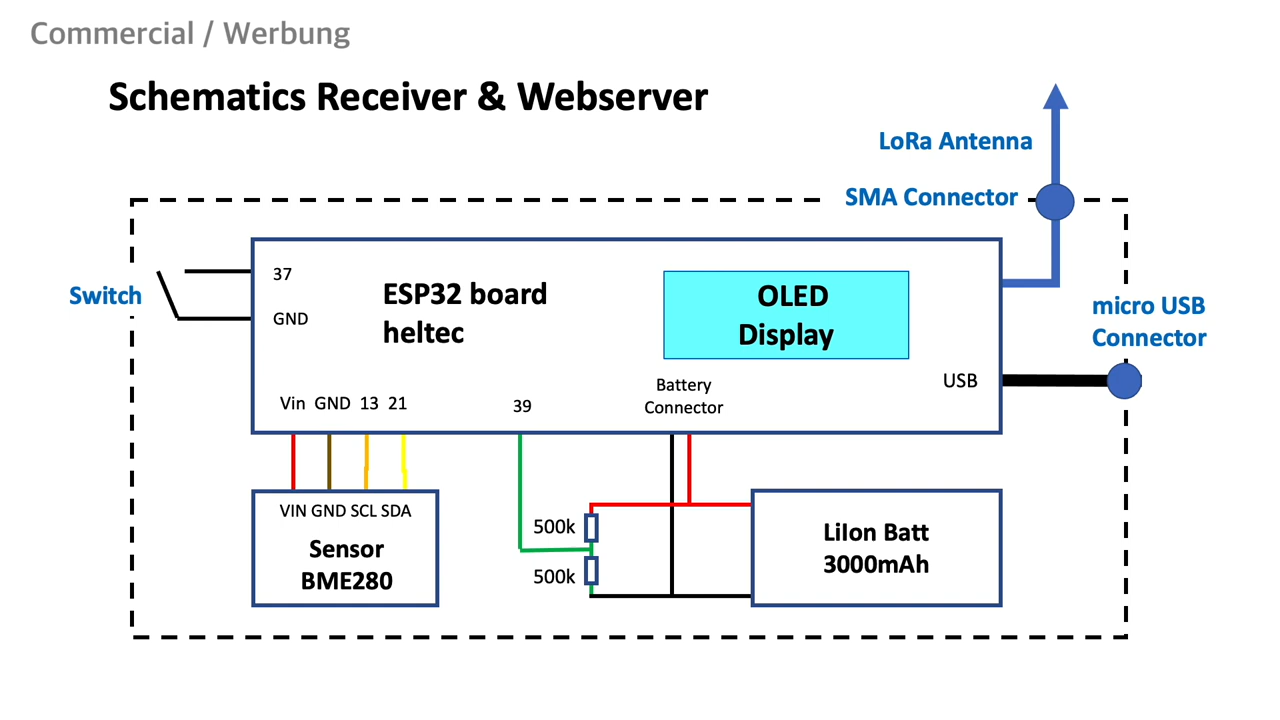 Commercial / Werbung
Schematics Receiver & Webserver
LoRa Antenna
SMA Connector
37
ESP32 board
heltec
OLED
Display
Switch
GND
micro USB
Connector
USB
Battery
Connector
Vin GND 13 21
39
VIN GND SCL SDA
Sensor
BME280
500k
500k
LiIon Batt
3000mAh